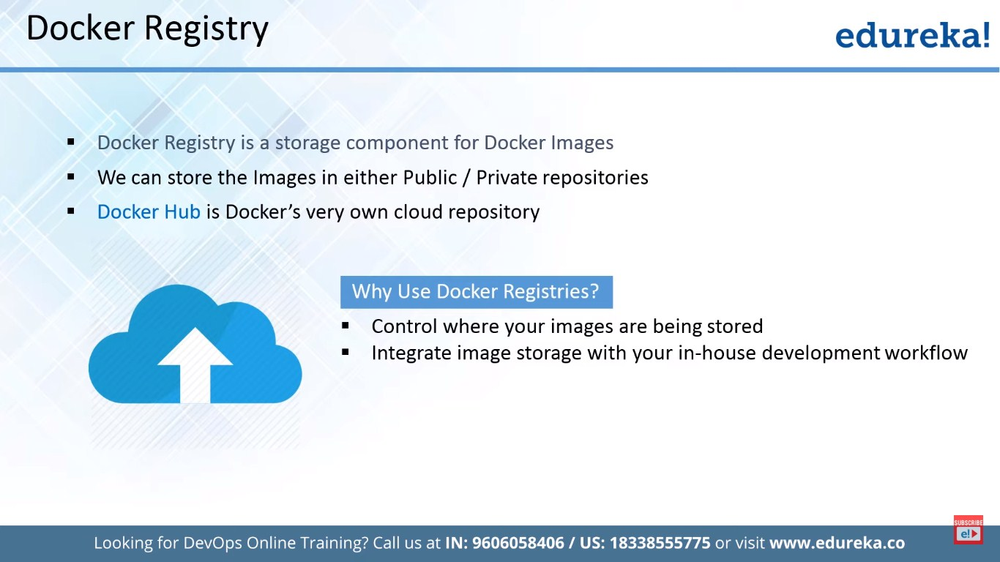 Docker Registry
edureka!
▪ Docker Registry is a storage component for Docker Images
▪ We can store the Images in either Public / Private repositories
▪ Docker Hub is Docker’s very own cloud repository
Why Use Docker Registries?
▪ Control where your images are being stored
▪ Integrate image storage with your in-house development workflow
SUBSCRIBE
e!
Looking for DevOps Online Training? Call us at IN: 9606058406 / US: 18338555775 or visit www.edureka.co